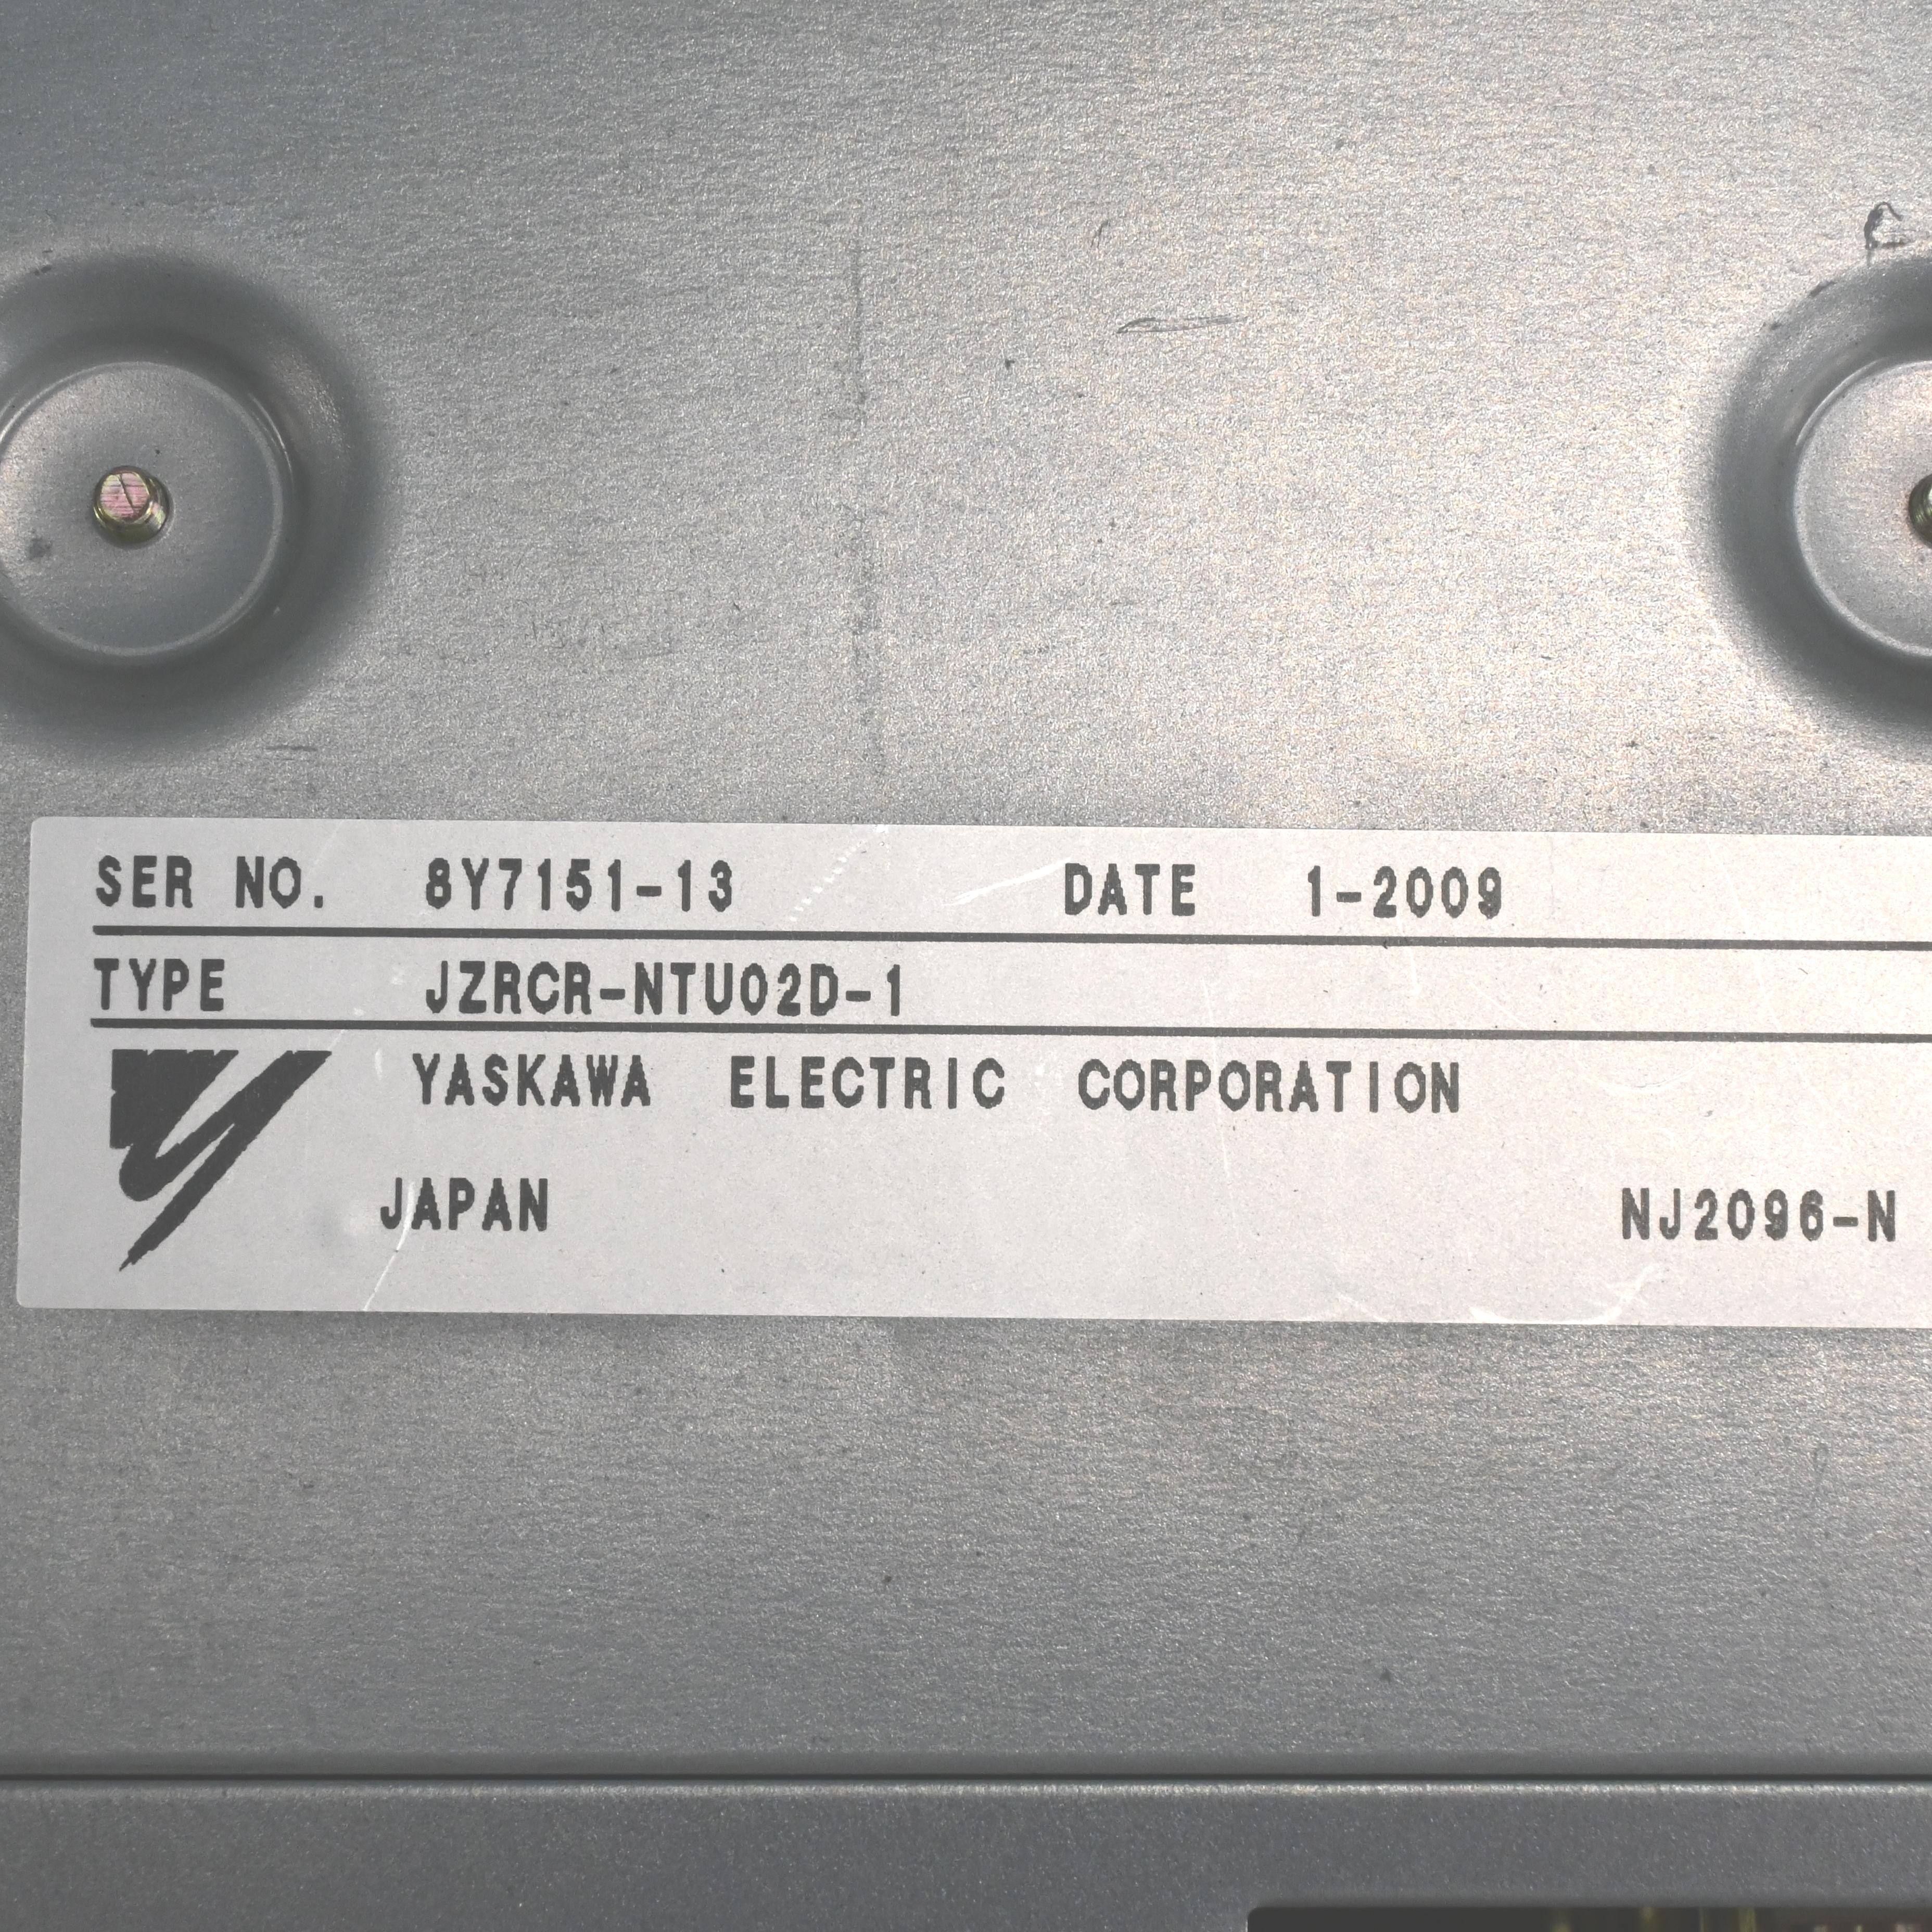 SER NO. 8Y7151-13 DATE 1-2009
TYPE JZRCR-NTU02D-1
YASKAWA ELECTRIC CORPORATION
JAPAN NJ2096-N